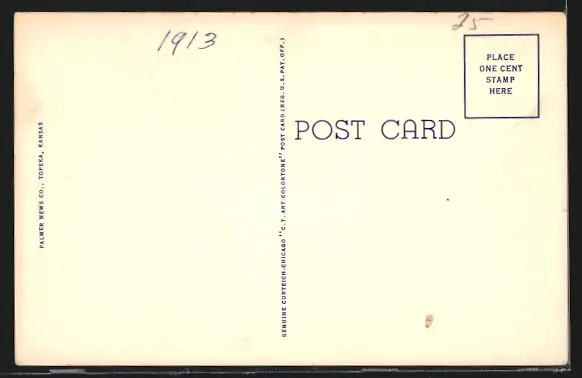 1913
25
PLACE
ONE CENT
STAMP
HERE
POST CARD
PALMER NEWS CO., TOPEKA, KANSAS
GENUINE CURTEICH-CHICAGO "C.T. ART-COLORTONE" POST CARD (REG. U.S. PAT. OFF.)